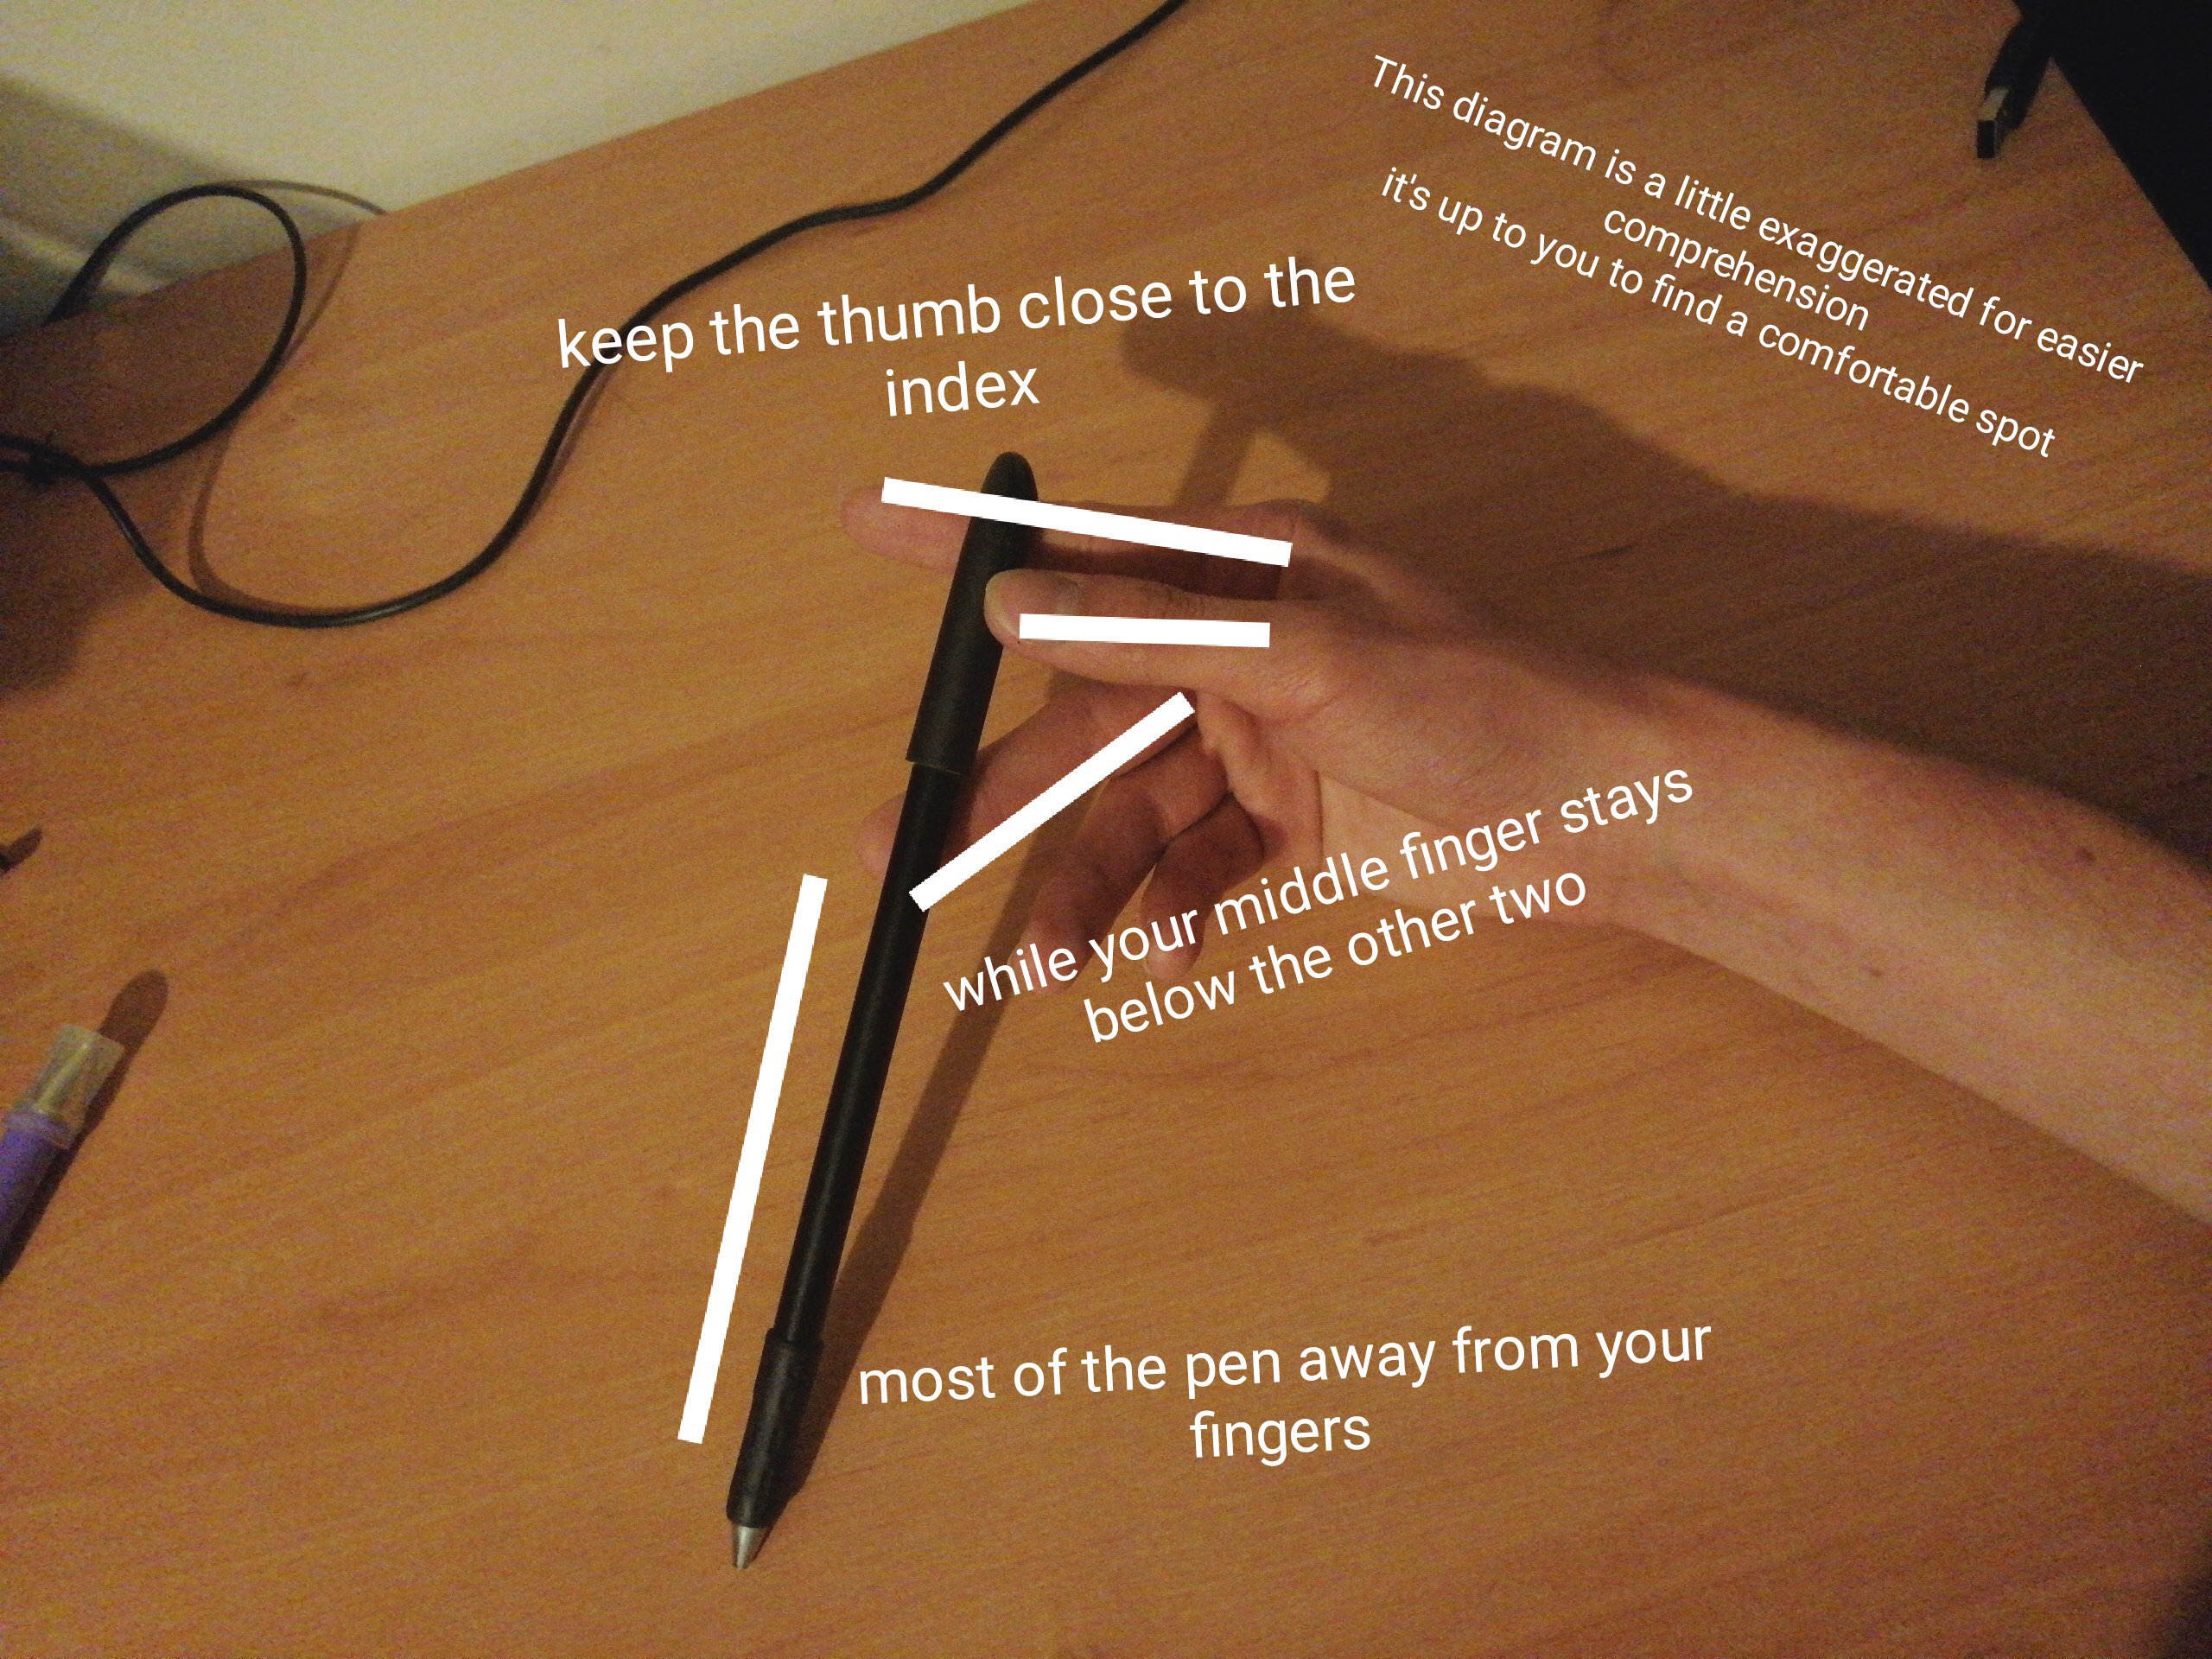 This diagram is a little exaggerated for easier
comprehension
it's up to you to find a comfortable spot
keep the thumb close to the
index
while your middle finger stays
below the other two
most of the pen away from your
fingers